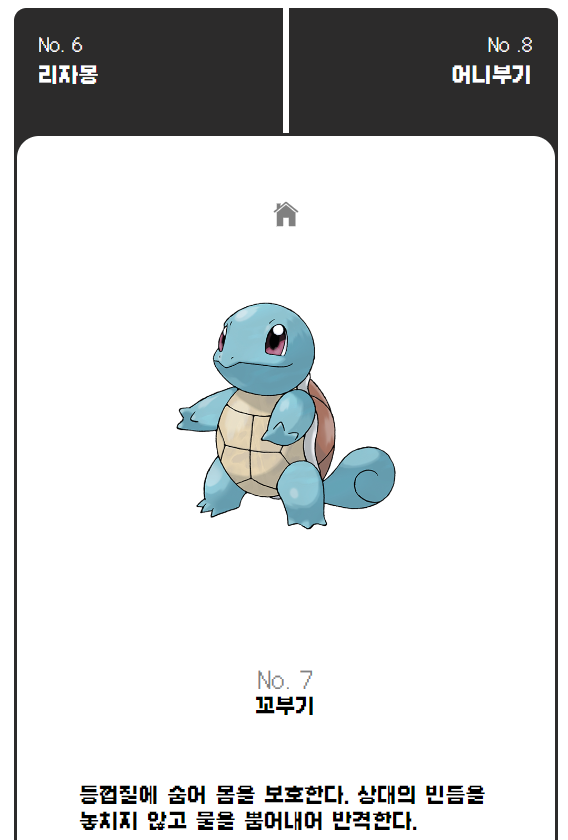 No. 6
리자몽
No .8
어니부기
No. 7
꼬부기
등껍질에 숨어 몸을 보호한다. 상대의 빈틈을
놓치지 않고 물을 뿜어내어 반격한다.